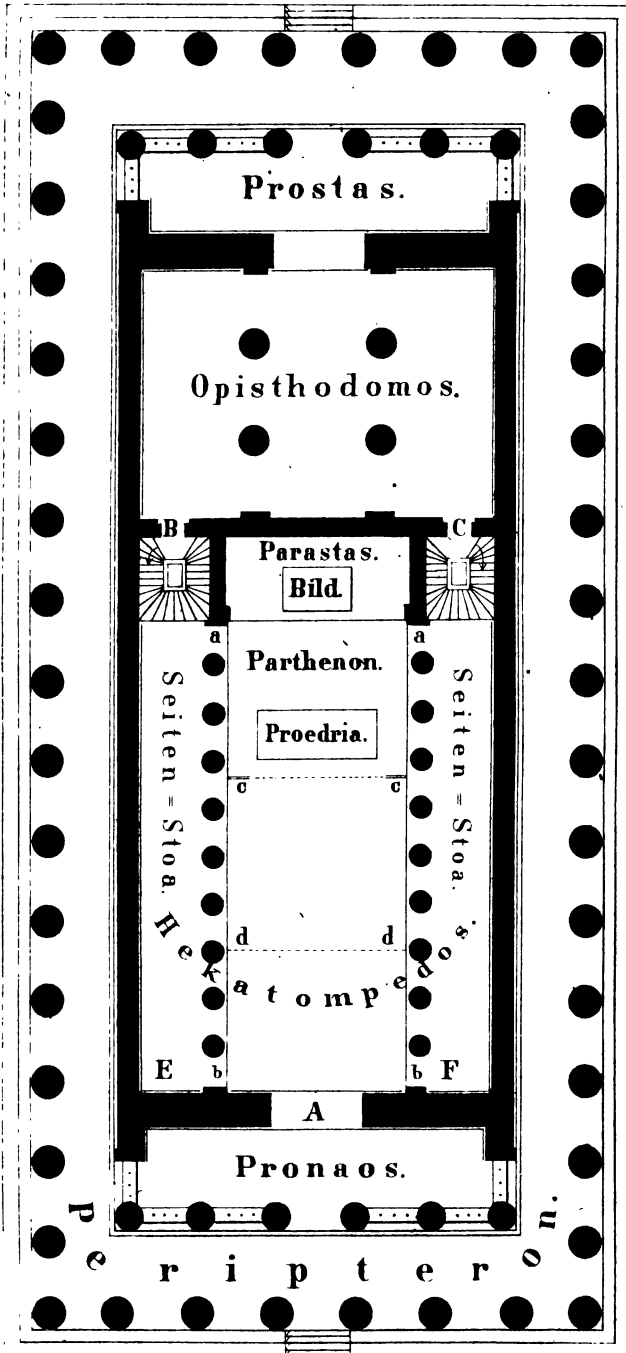 Prostas.
Opisthodomos.
B C
Parastas.
Bild.
a a
Parthenon.
Seiten=Stoa.
Seiten=Stoa.
Proedria.
c c
d d
Hekatompedos.
E b b F
A
Pronaos.
Peripteron.